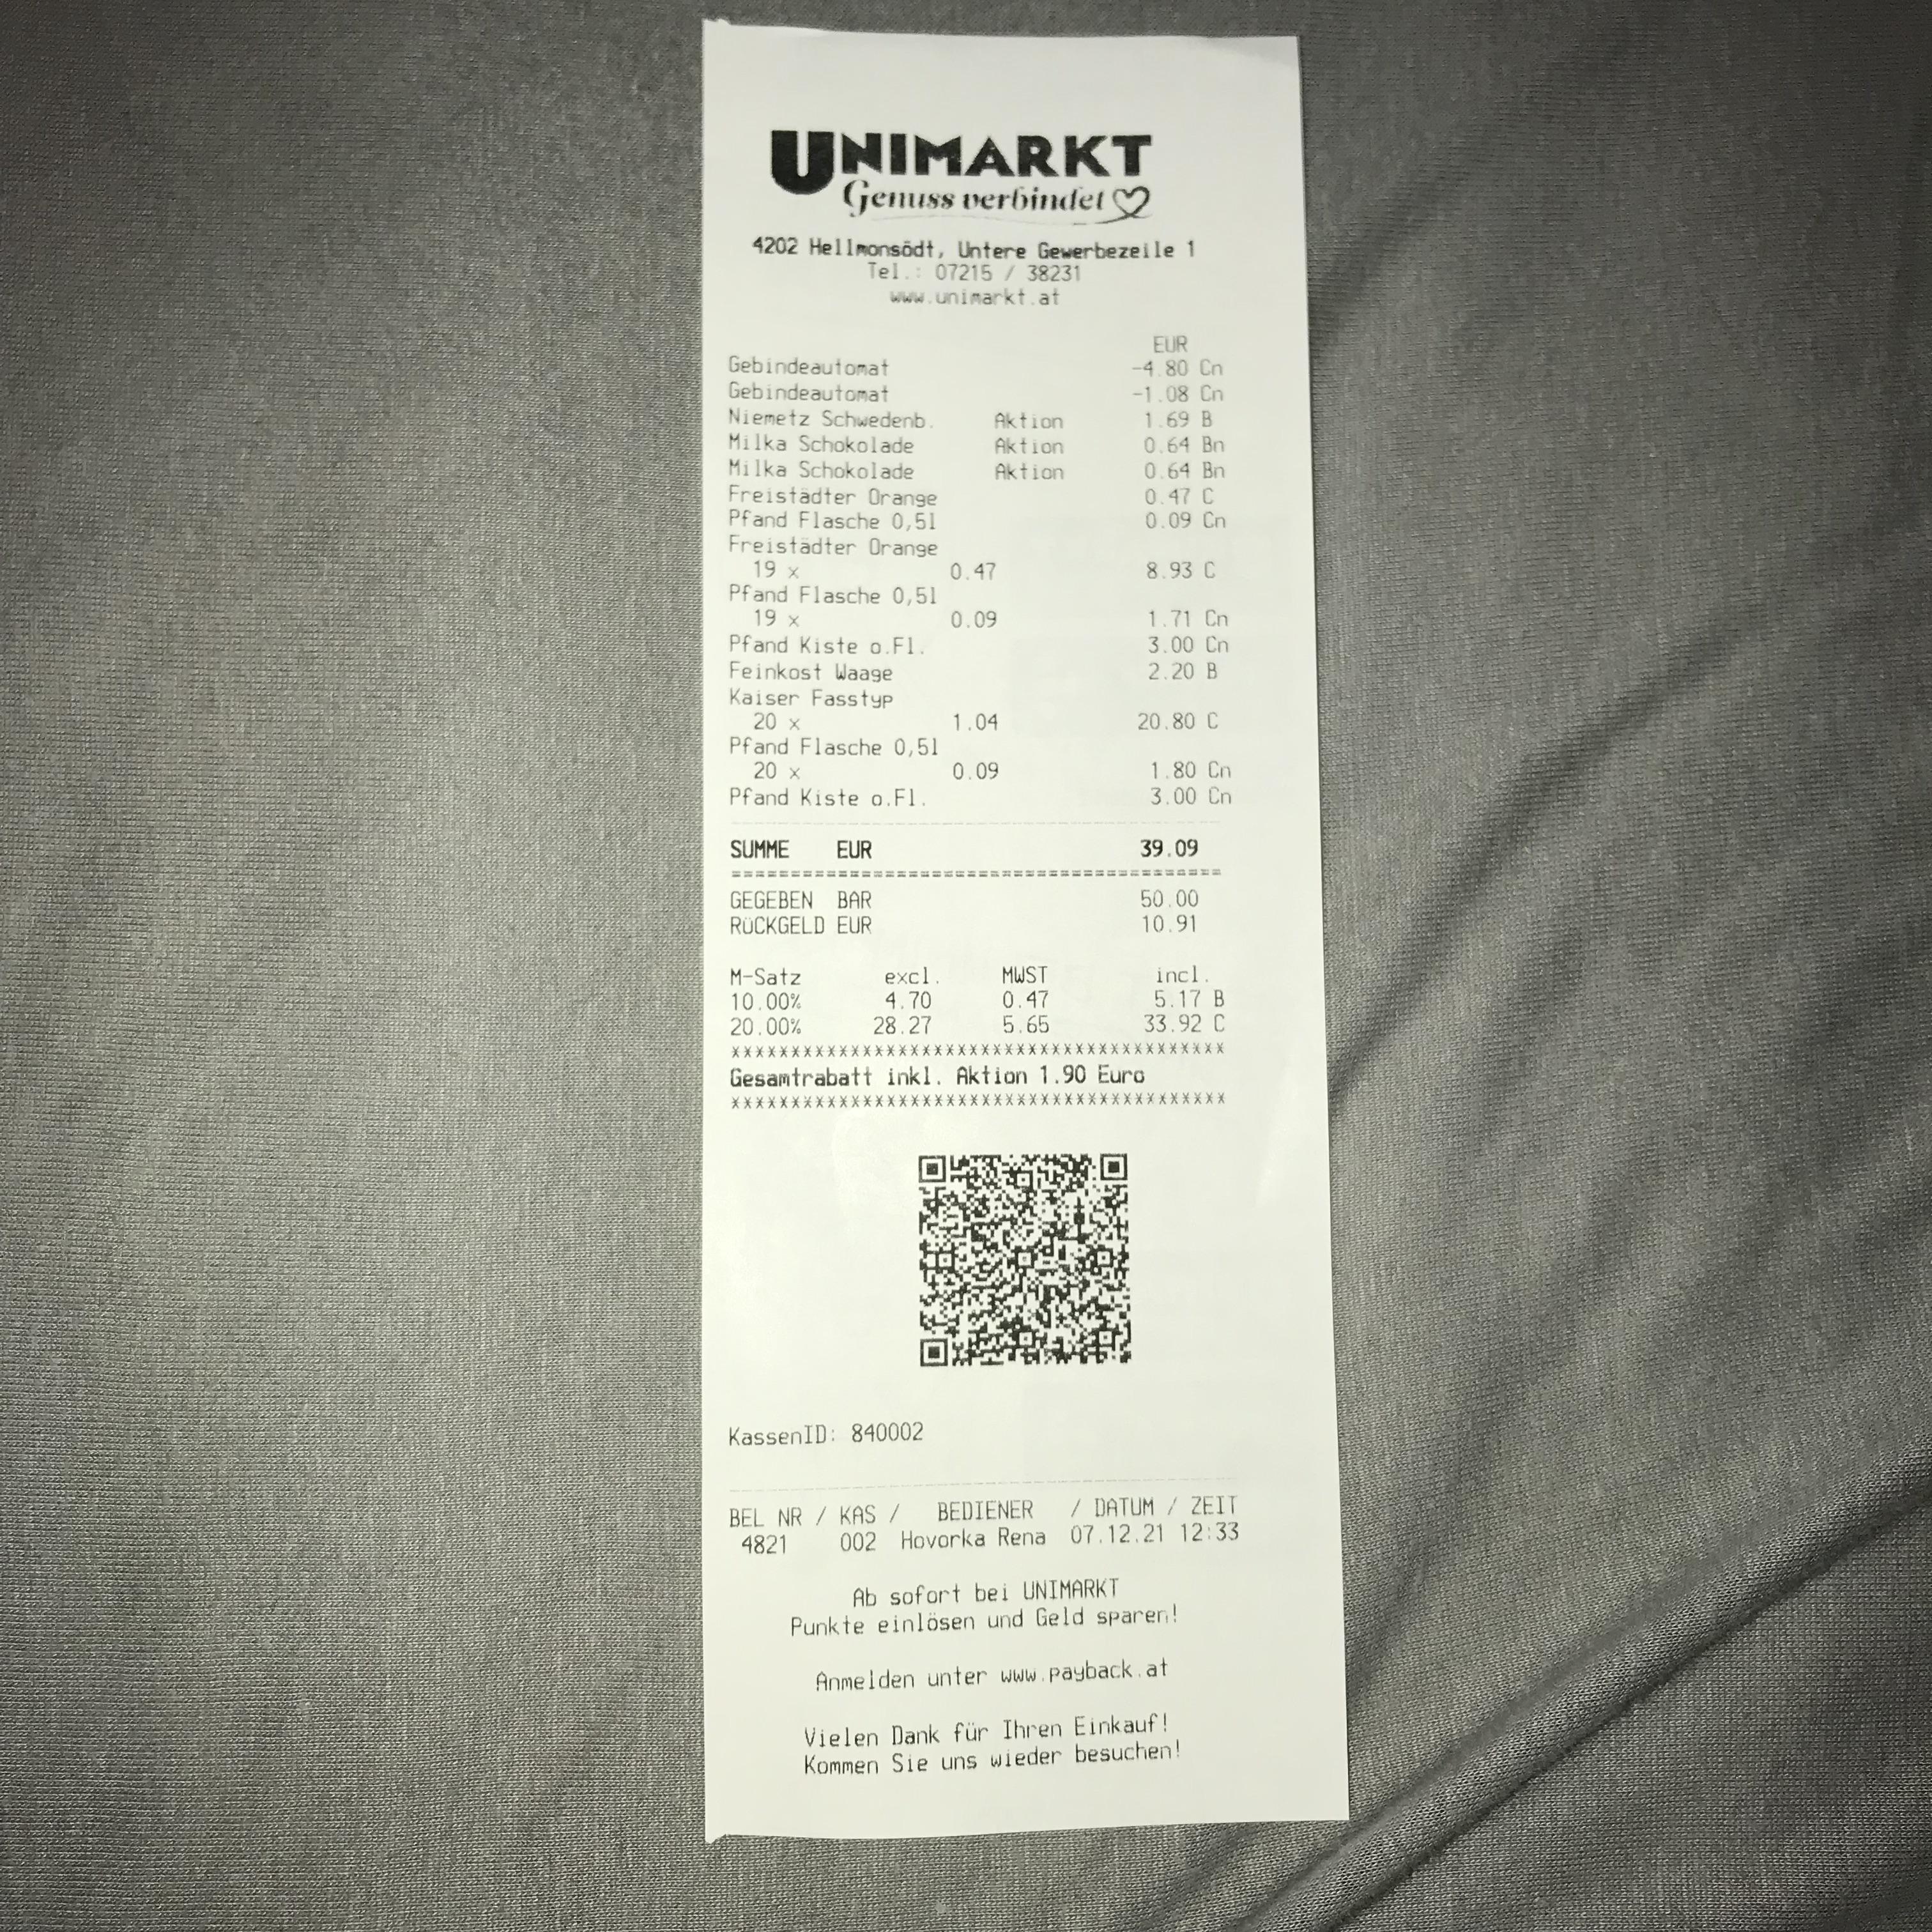 UNIMARKT
Genuss verbindet
4202 Hellmonsödt, Untere Gewerbezeile 1
Tel.: 07215 / 38231
www.unimarkt.at
EUR
Gebindeautomat -4.80 Cn
Gebindeautomat -1.08 Cn
Niemetz Schwedenb. Aktion 1.69 B
Milka Schokolade Aktion 0.64 Bn
Milka Schokolade Aktion 0.64 Bn
Freistädter Orange 0.47 C
Pfand Flasche 0,5l 0.09 Cn
Freistädter Orange
19 x 0.47 8.93 C
Pfand Flasche 0,5l
19 x 0.09 1.71 Cn
Pfand Kiste o.Fl. 3.00 Cn
Feinkost Waage 2.20 B
Kaiser Fasstyp
20 x 1.04 20.80 C
Pfand Flasche 0,5l
20 x 0.09 1.80 Cn
Pfand Kiste o.Fl. 3.00 Cn
SUMME EUR 39.09
=========================================
GEGEBEN BAR 50.00
RÜCKGELD EUR 10.91
M-Satz excl. MWST incl.
10.00% 4.70 0.47 5.17 B
20.00% 28.27 5.65 33.92 C
xxxxxxxxxxxxxxxxxxxxxxxxxxxxxxxxxxxxxxxxxx
Gesamtrabatt inkl. Aktion 1.90 Euro
xxxxxxxxxxxxxxxxxxxxxxxxxxxxxxxxxxxxxxxxxx
KassenID: 840002
BEL NR / KAS / BEDIENER / DATUM / ZEIT
4821 002 Hovorka Rena 07.12.21 12:33
Ab sofort bei UNIMARKT
Punkte einlösen und Geld sparen!
Anmelden unter www.payback.at
Vielen Dank für Ihren Einkauf!
Kommen Sie uns wieder besuchen!